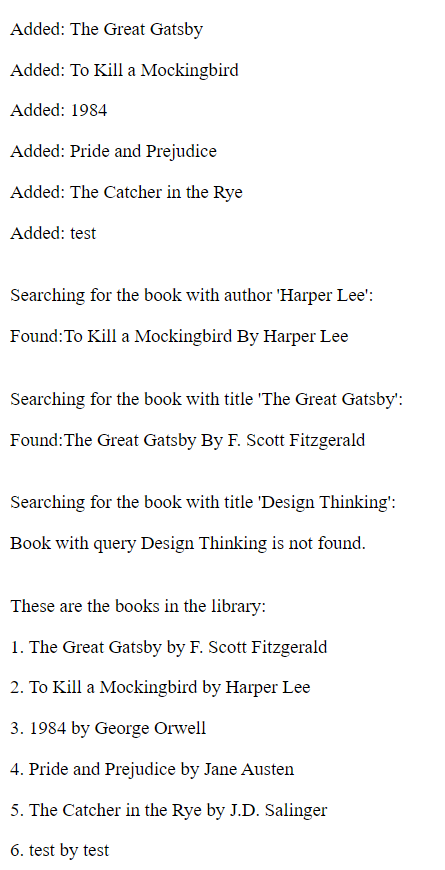 Added: The Great Gatsby
Added: To Kill a Mockingbird
Added: 1984
Added: Pride and Prejudice
Added: The Catcher in the Rye
Added: test
Searching for the book with author 'Harper Lee':
Found:To Kill a Mockingbird By Harper Lee
Searching for the book with title 'The Great Gatsby':
Found:The Great Gatsby By F. Scott Fitzgerald
Searching for the book with title 'Design Thinking':
Book with query Design Thinking is not found.
These are the books in the library:
1. The Great Gatsby by F. Scott Fitzgerald
2. To Kill a Mockingbird by Harper Lee
3. 1984 by George Orwell
4. Pride and Prejudice by Jane Austen
5. The Catcher in the Rye by J.D. Salinger
6. test by test